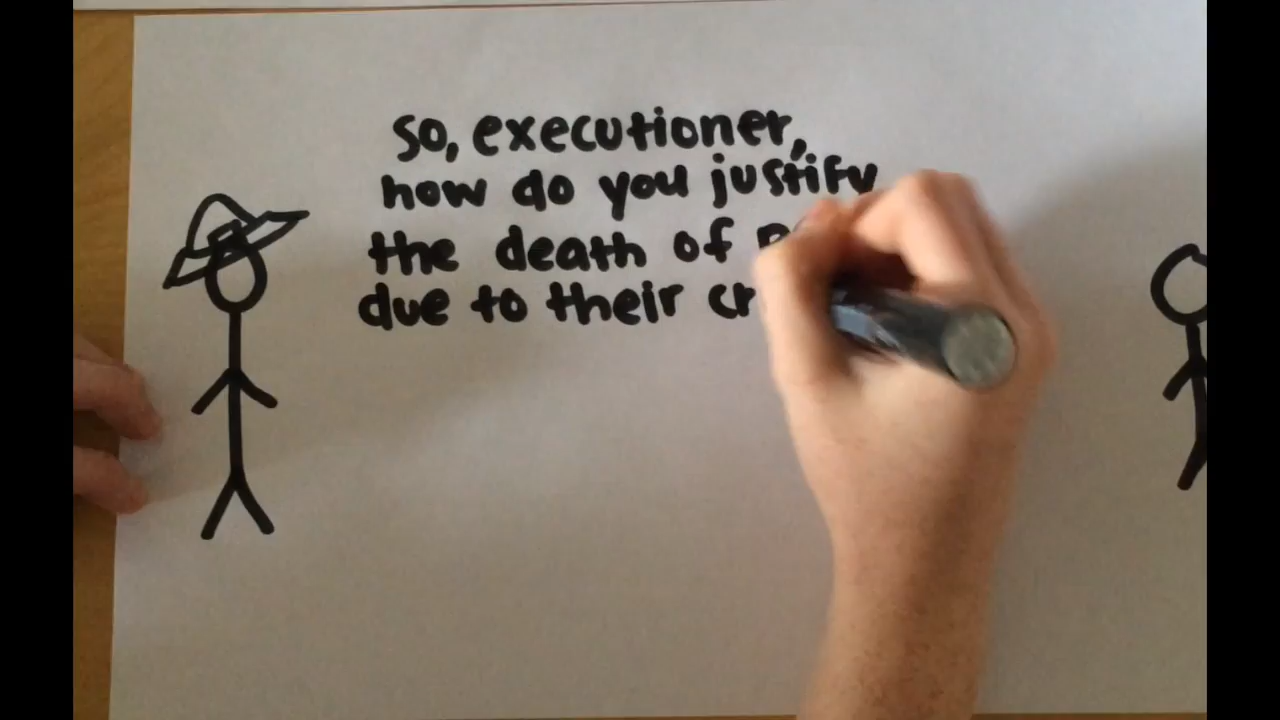 so, executioner,
how do you justify
the death of
due to their